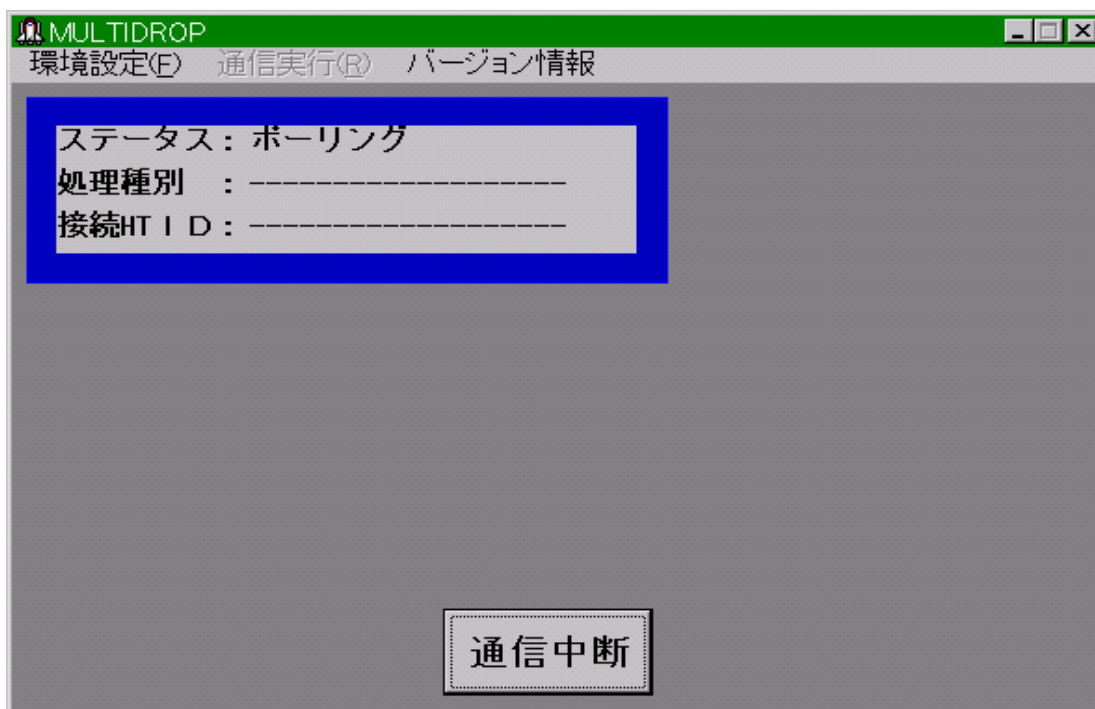 MULTIDROP
環境設定(F) 通信実行(R) バージョン情報
ステータス：ポーリング
処理種別　：-------------------
接続HTＩＤ：-------------------
通信中断